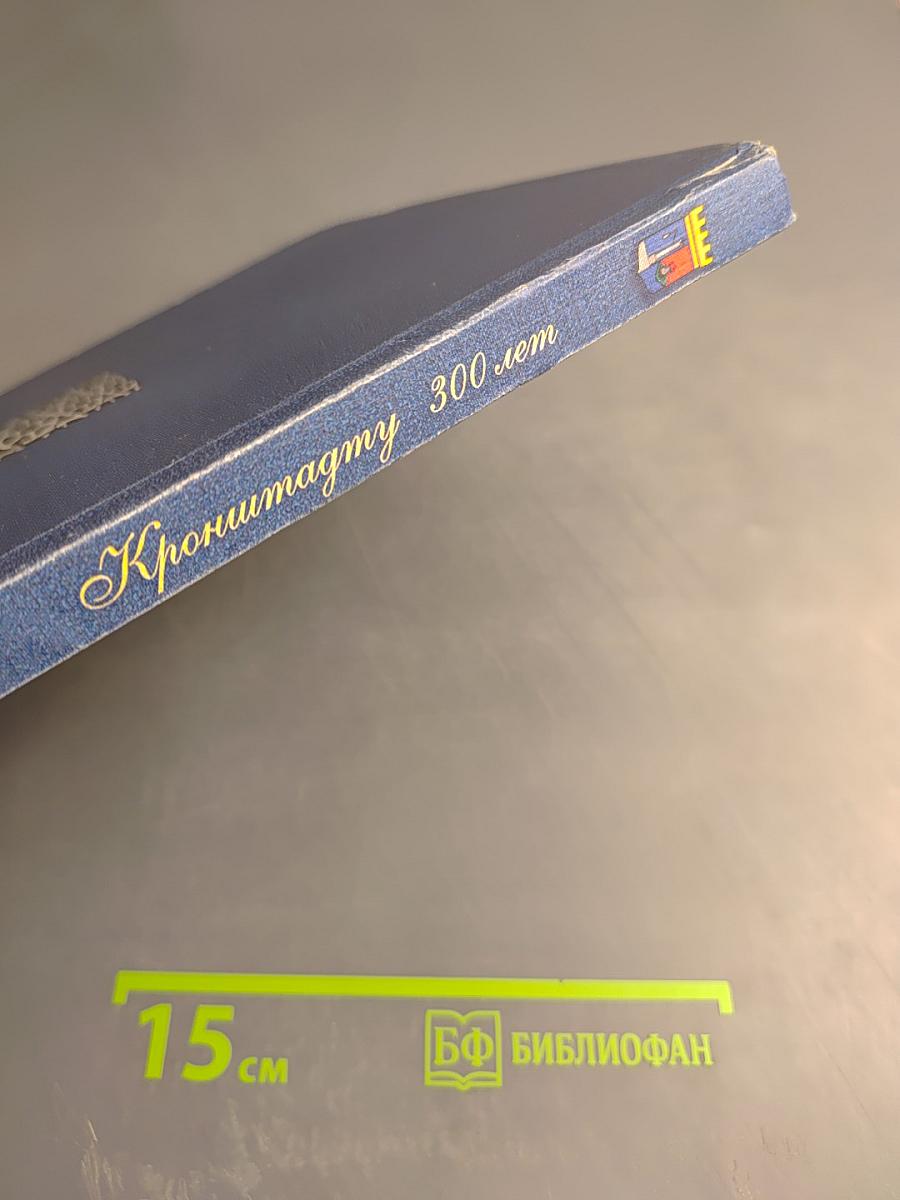 Кронштадту 300 лет
15 см
БФ БИБЛИОФАН